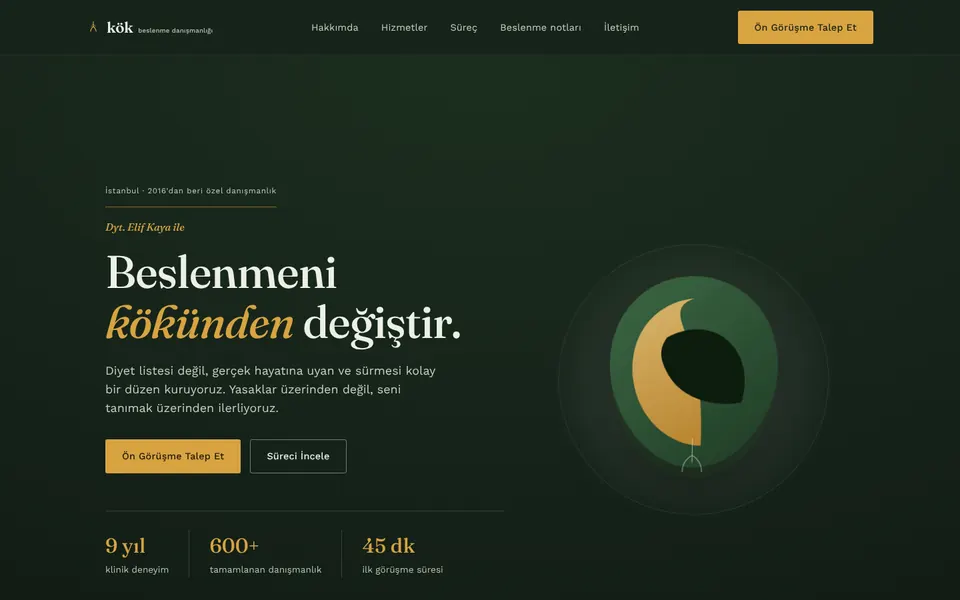 kök beslenme danışmanlığı
Hakkımda
Hizmetler
Süreç
Beslenme notları
İletişim
Ön Görüşme Talep Et
İstanbul · 2016'dan beri özel danışmanlık
Dyt. Elif Kaya ile
Beslenmeni
kökünden değiştir.
Diyet listesi değil, gerçek hayatına uyan ve sürmesi kolay
bir düzen kuruyoruz. Yasaklar üzerinden değil, seni
tanımak üzerinden ilerliyoruz.
Ön Görüşme Talep Et
Süreci İncele
9 yıl
klinik deneyim
600+
tamamlanan danışmanlık
45 dk
ilk görüşme süresi